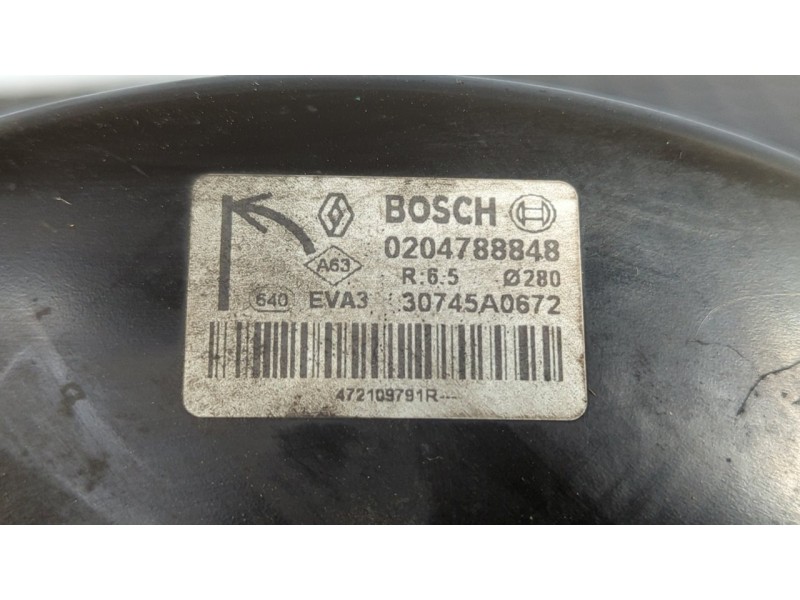 BOSCH
A63
0204788848
R:6.5 Ø280
640 EVA3 30745A0672
472109791R---